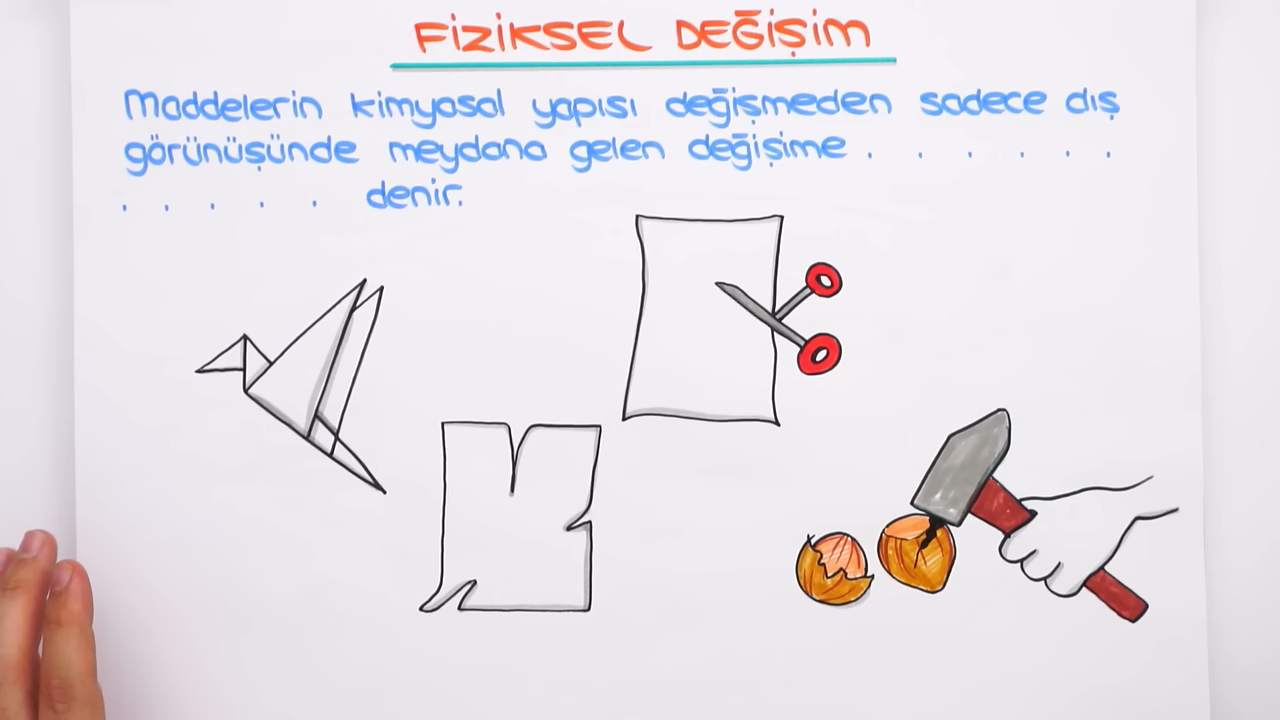 FİZİKSEL DEĞİŞİM
Maddelerin kimyasal yapısı değişmeden sadece dış
görünüşünde meydana gelen değişime . . . . . .
. . . . . denir.